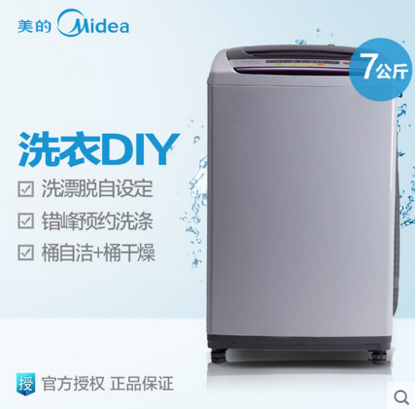 美的 Midea
7公斤
洗衣DIY
洗漂脱自设定
错峰预约洗涤
桶自洁+桶干燥
授 官方授权 正品保证